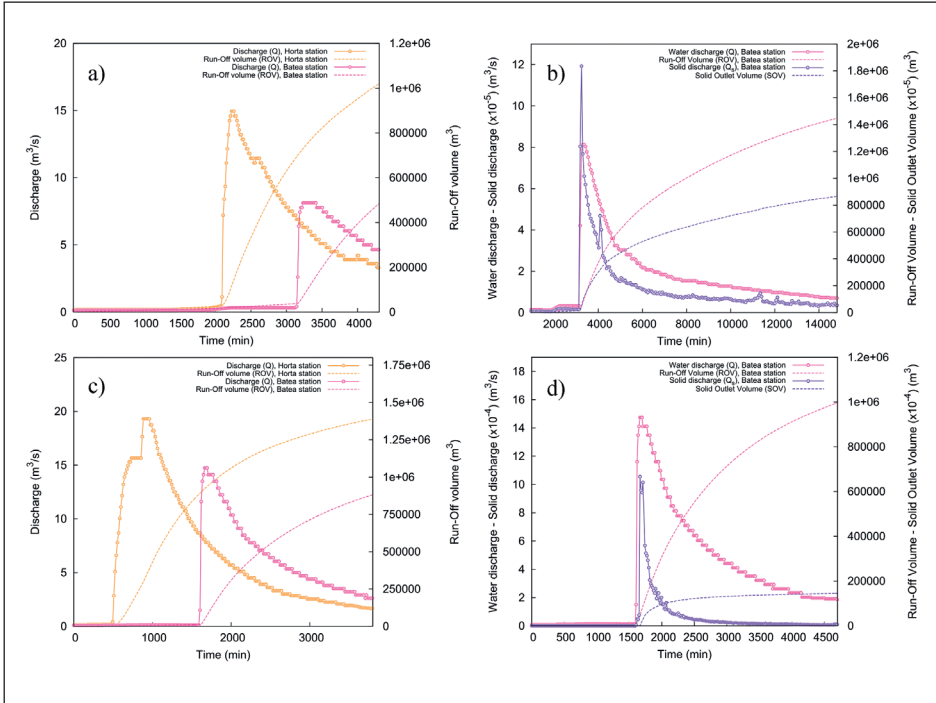 a)
Discharge (Q), Horta station
Run-Off volume (ROV), Horta station
Discharge (Q), Batea station
Run-Off volume (ROV), Batea station
Discharge (m³/s)
20
15
10
5
0
0 500 1000 1500 2000 2500 3000 3500 4000
Time (min)
1.2e+06
1e+06
800000
600000
400000
200000
0
Run-Off volume (m³)
b)
Water discharge (Q), Batea station
Run-Off Volume (ROV), Batea station
Solid discharge (Qₛ), Batea station
Solid Outlet Volume (SOV)
Water discharge - Solid discharge (x10⁻⁵) (m³/s)
12
10
8
6
4
2
0
2000 4000 6000 8000 10000 12000 14000
Time (min)
2e+06
1.8e+06
1.6e+06
1.4e+06
1.2e+06
1e+06
800000
600000
400000
200000
0
Run-Off Volume - Solid Outlet Volume (x10⁻⁵) (m³)
c)
Discharge (Q), Horta station
Run-Off volume (ROV), Horta station
Discharge (Q), Batea station
Run-Off volume (ROV), Batea station
Discharge (m³/s)
25
20
15
10
5
0
1000 2000 3000
Time (min)
1.75e+06
1.5e+06
1.25e+06
1e+06
750000
500000
250000
0
Run-Off volume (m³)
d)
Water discharge (Q), Batea station
Run-Off Volume (ROV), Batea station
Solid discharge (Qₛ), Batea station
Solid Outlet Volume (SOV)
Water discharge - Solid discharge (x10⁻⁴) (m³/s)
18
16
14
12
10
8
6
4
2
0
0 500 1000 1500 2000 2500 3000 3500 4000 4500
Time (min)
1.2e+06
1e+06
800000
600000
400000
200000
0
Run-Off Volume - Solid Outlet Volume (x10⁻⁴) (m³)